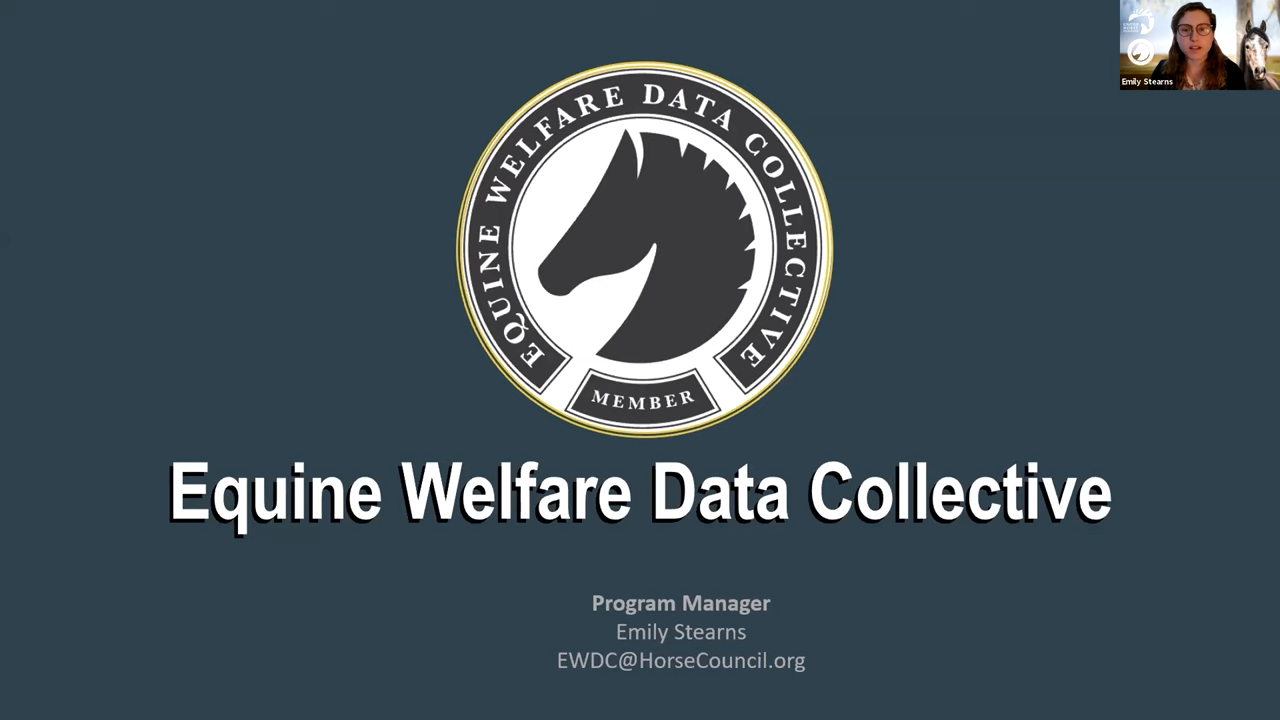 EQUINE WELFARE DATA COLLECTIVE
MEMBER
Emily Stearns
Equine Welfare Data Collective
Program Manager
Emily Stearns
EWDC@HorseCouncil.org